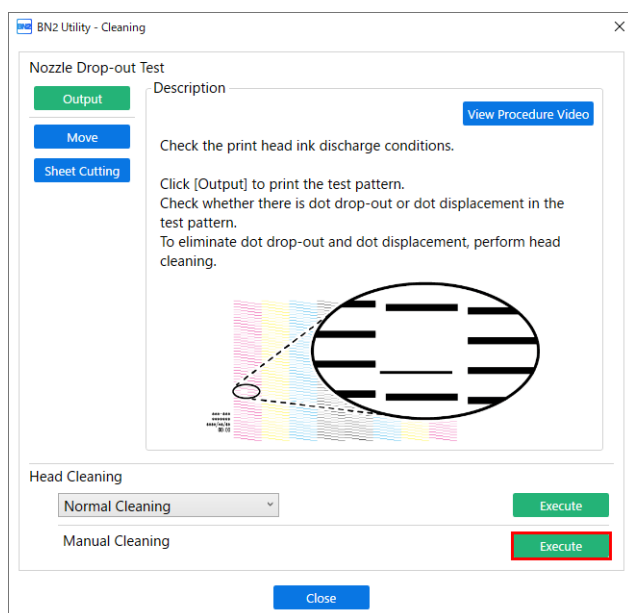 BN2 Utility - Cleaning
Nozzle Drop-out Test
Output
Description
View Procedure Video
Move
Check the print head ink discharge conditions.
Sheet Cutting
Click [Output] to print the test pattern.
Check whether there is dot drop-out or dot displacement in the
test pattern.
To eliminate dot drop-out and dot displacement, perform head
cleaning.
Head Cleaning
Normal Cleaning
Execute
Manual Cleaning
Execute
Close